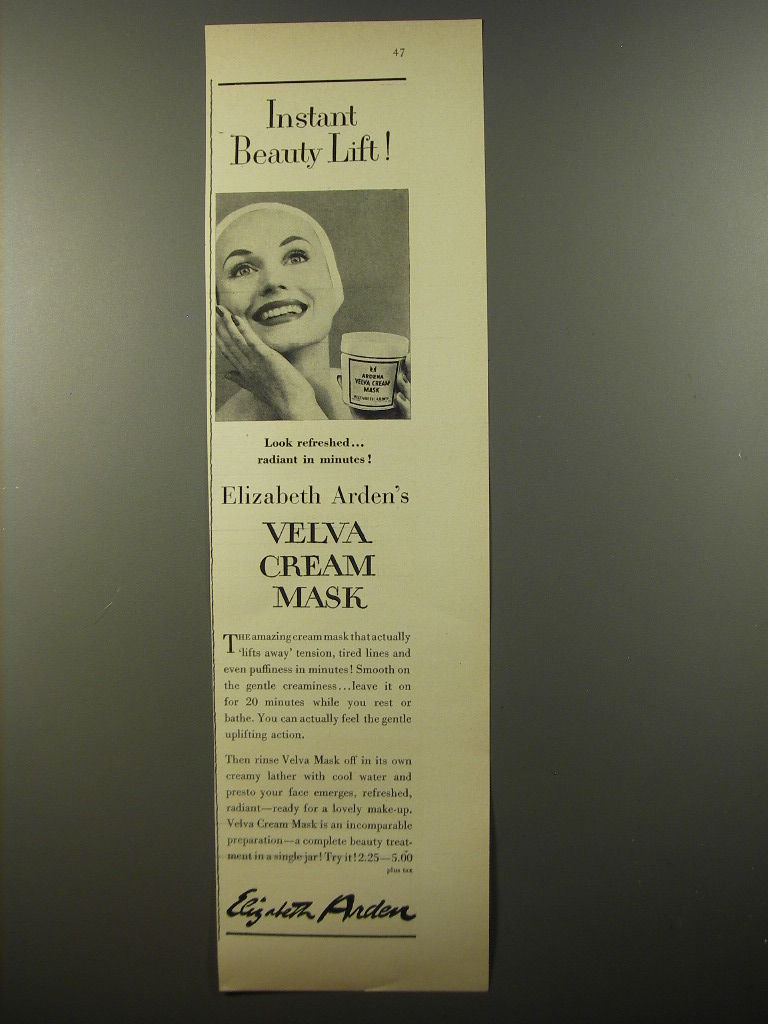 47
Instant
Beauty Lift!
ARDENA
VELVA CREAM
MASK
ELIZABETH ARDEN
Look refreshed...
radiant in minutes!
Elizabeth Arden's
VELVA
CREAM
MASK
THE amazing cream mask that actually
'lifts away' tension, tired lines and
even puffiness in minutes! Smooth on
the gentle creaminess...leave it on
for 20 minutes while you rest or
bathe. You can actually feel the gentle
uplifting action.
Then rinse Velva Mask off in its own
creamy lather with cool water and
presto your face emerges, refreshed,
radiant—ready for a lovely make-up.
Velva Cream Mask is an incomparable
preparation—a complete beauty treat-
ment in a single jar! Try it! 2.25—5.00
plus tax
Elizabeth Arden